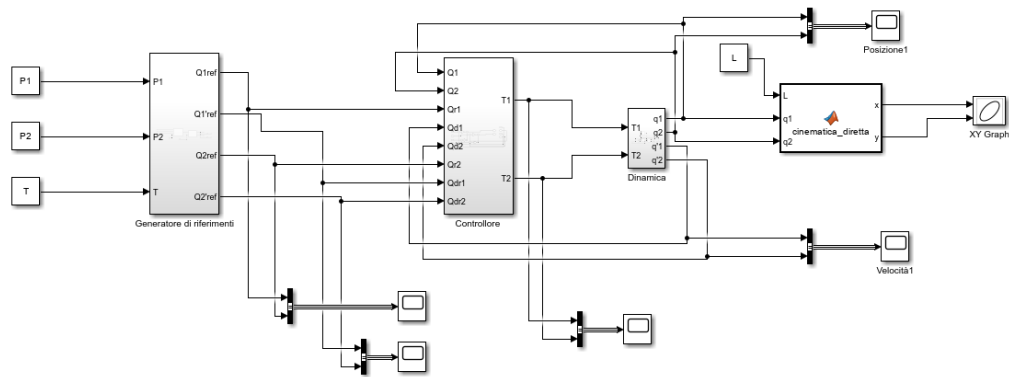 P1
P2
T
P1
P2
T
Q1ref
Q1'ref
Q2ref
Q2'ref
Generatore di riferimenti
Q1
Q2
Qr1
Qd1
Qd2
Qr2
Qdr1
Qdr2
T1
T2
Controllore
T1
T2
q1
q2
q'1
q'2
Dinamica
L
L
q1
q2
cinematica_diretta
x
y
XY Graph
Posizione1
Velocità1